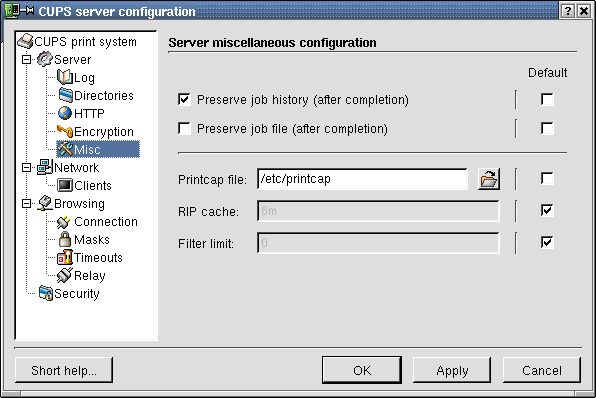 CUPS server configuration
CUPS print system
Server
Log
Directories
HTTP
Encryption
Misc
Network
Clients
Browsing
Connection
Masks
Timeouts
Relay
Security
Server miscellaneous configuration
Default
Preserve job history (after completion)
Preserve job file (after completion)
Printcap file: /etc/printcap
RIP cache: 8m
Filter limit: 0
Short help... OK Apply Cancel